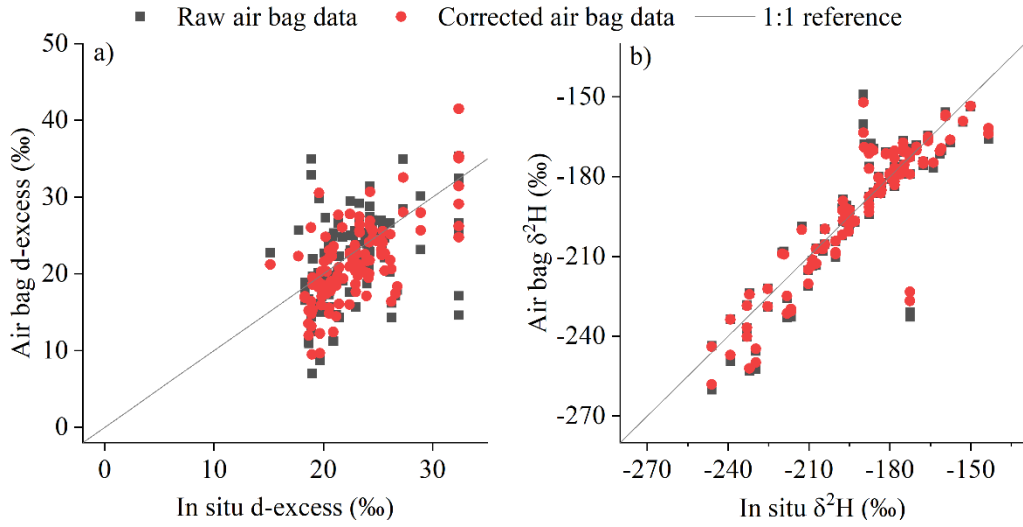 Raw air bag data Corrected air bag data 1:1 reference
a)
50
40
30
20
10
0
Air bag d-excess (‰)
0 10 20 30
In situ d-excess (‰)
b)
-150
-180
-210
-240
-270
Air bag δ²H (‰)
-270 -240 -210 -180 -150
In situ δ²H (‰)